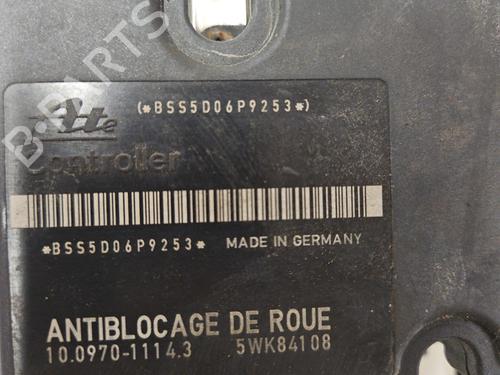 (*BSS5D06P9253*)
Ate
Controller
*BSS5D06P9253* MADE IN GERMANY
ANTIBLOCAGE DE ROUE
10.0970-1114.3 5WK84108
B-PARTS